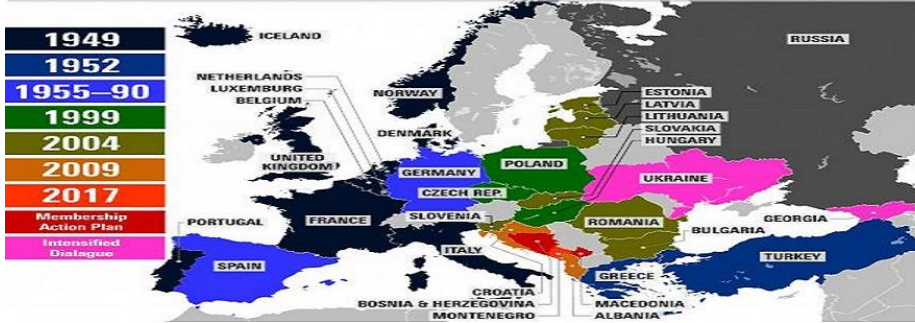 1949
1952
1955–90
1999
2004
2009
2017
Membership
Action Plan
Intensified
Dialague
ICELAND
RUSSIA
NETHERLANDS
LUXEMBURG
BELGIUM
NORWAY
ESTONIA
LATVIA
LITHUANIA
SLOVAKIA
HUNGARY
DENMARK
UNITED
KINGDOM
GERMANY
POLAND
UKRAINE
CZECH REP.
PORTUGAL
FRANCE
SLOVENIA
ROMANIA
GEORGIA
BULGARIA
ITALY
SPAIN
GREECE
TURKEY
CROATIA
BOSNIA & HERZEGOVINA
MONTENEGRO
MACEDONIA
ALBANIA